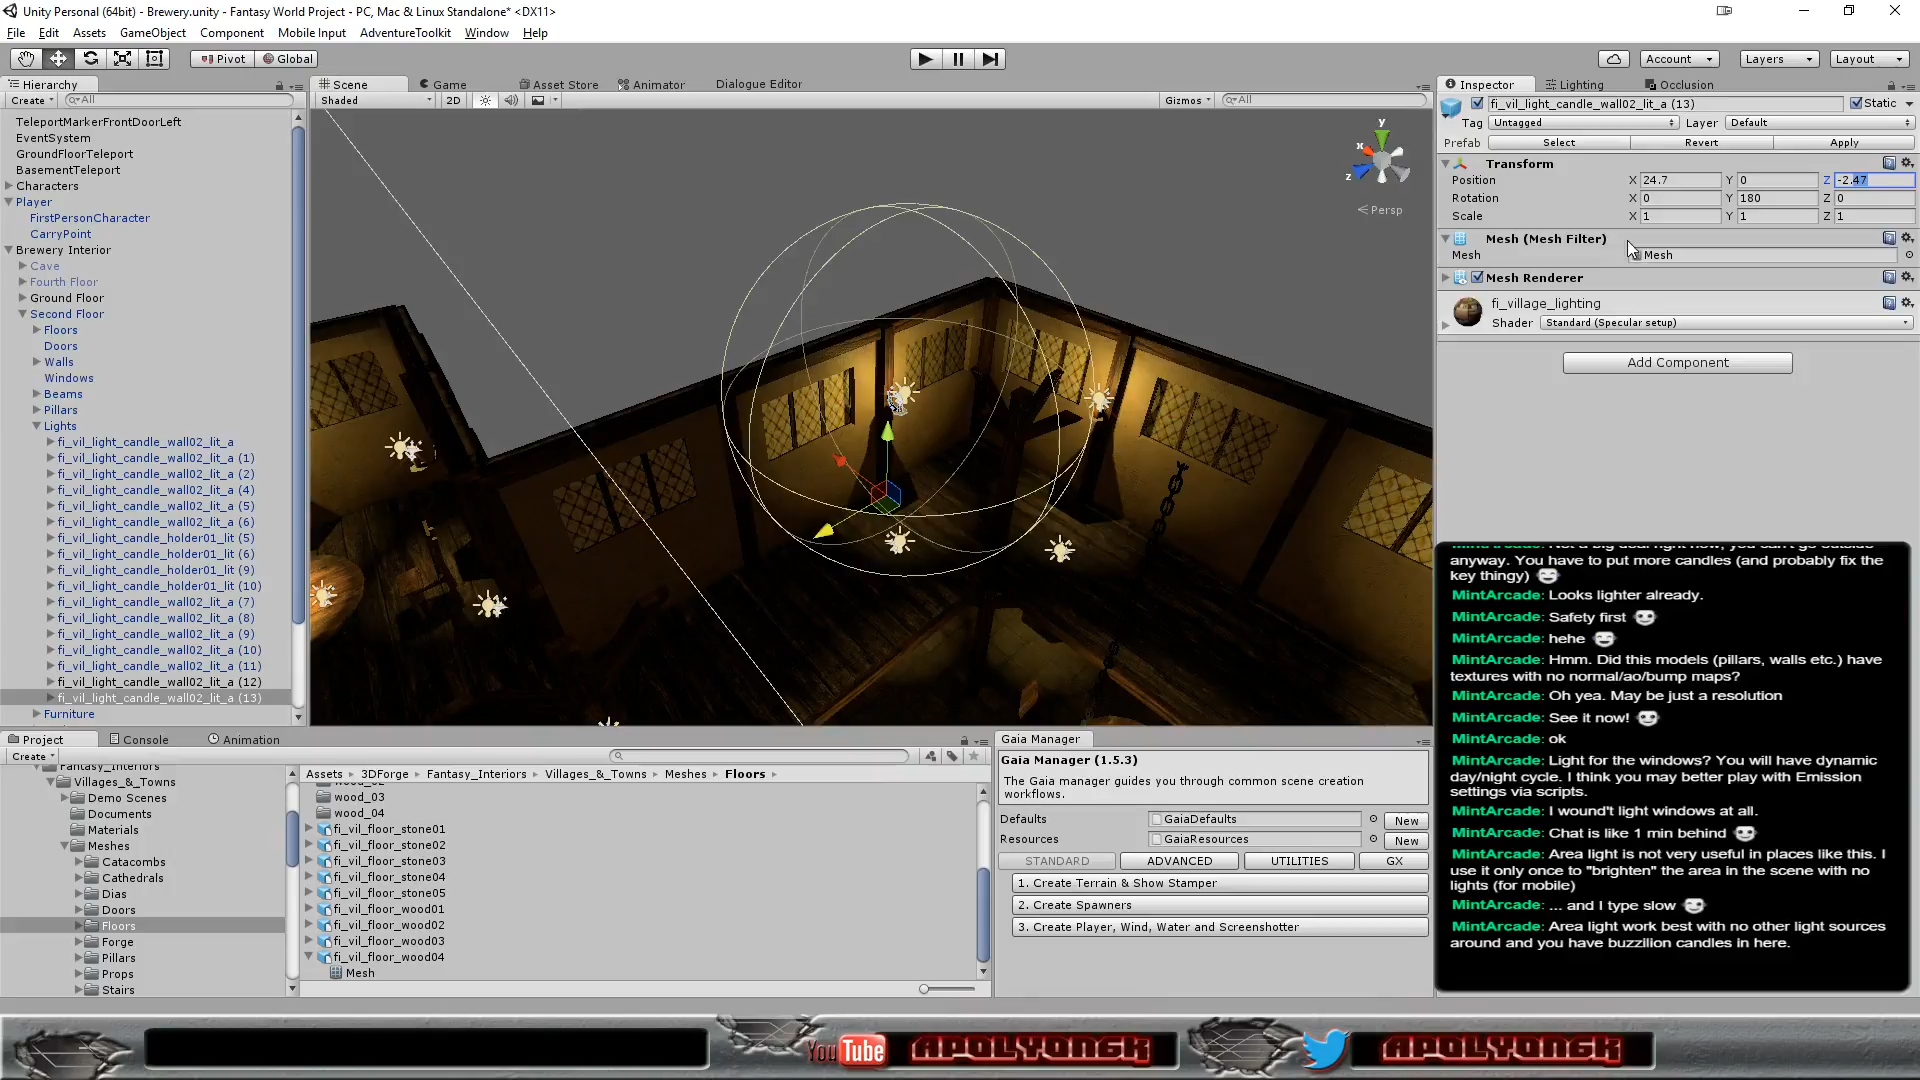 Unity Personal (64bit) - Brewery.unity - Fantasy World Project - PC, Mac & Linux Standalone* <DX11>
File Edit Assets GameObject Component Mobile Input AdventureToolkit Window Help
Pivot Global Account Layers Layout
Hierarchy
Create All
TeleportMarkerFrontDoorLeft
EventSystem
GroundFloorTeleport
BasementTeleport
Characters
Player
FirstPersonCharacter
CarryPoint
Brewery Interior
Cave
Fourth Floor
Ground Floor
Second Floor
Floors
Doors
Walls
Windows
Beams
Pillars
Lights
fi_vil_light_candle_wall02_lit_a
fi_vil_light_candle_wall02_lit_a (1)
fi_vil_light_candle_wall02_lit_a (2)
fi_vil_light_candle_wall02_lit_a (4)
fi_vil_light_candle_wall02_lit_a (5)
fi_vil_light_candle_wall02_lit_a (6)
fi_vil_light_candle_holder01_lit (5)
fi_vil_light_candle_holder01_lit (6)
fi_vil_light_candle_holder01_lit (9)
fi_vil_light_candle_holder01_lit (10)
fi_vil_light_candle_wall02_lit_a (7)
fi_vil_light_candle_wall02_lit_a (8)
fi_vil_light_candle_wall02_lit_a (9)
fi_vil_light_candle_wall02_lit_a (10)
fi_vil_light_candle_wall02_lit_a (11)
fi_vil_light_candle_wall02_lit_a (12)
fi_vil_light_candle_wall02_lit_a (13)
Furniture
Scene Game Asset Store Animator Dialogue Editor
Shaded 2D Gizmos All
y
x
z
Persp
Inspector Lighting Occlusion
fi_vil_light_candle_wall02_lit_a (13) Static
Tag Untagged Layer Default
Prefab Select Revert Apply
Transform
Position X 24.7 Y 0 Z -2.47
Rotation X 0 Y 180 Z 0
Scale X 1 Y 1 Z 1
Mesh (Mesh Filter)
Mesh Mesh
Mesh Renderer
fi_village_lighting
Shader Standard (Specular setup)
Add Component
anyway. You have to put more candles (and probably fix the
key thingy)
MintArcade: Looks lighter already.
MintArcade: Safety first
MintArcade: hehe
MintArcade: Hmm. Did this models (pillars, walls etc.) have
textures with no normal/ao/bump maps?
MintArcade: Oh yea. May be just a resolution
MintArcade: See it now!
MintArcade: ok
MintArcade: Light for the windows? You will have dynamic
day/night cycle. I think you may better play with Emission
settings via scripts.
MintArcade: I wound't light windows at all.
MintArcade: Chat is like 1 min behind
MintArcade: Area light is not very useful in places like this. I
use it only once to "brighten" the area in the scene with no
lights (for mobile)
MintArcade: ... and I type slow
MintArcade: Area light work best with no other light sources
around and you have buzzilion candles in here.
Project Console Animation
Create
Fantasy_Interiors
Villages_&_Towns
Demo Scenes
Documents
Materials
Meshes
Catacombs
Cathedrals
Dias
Doors
Floors
Forge
Pillars
Props
Stairs
Assets 3DForge Fantasy_Interiors Villages_&_Towns Meshes Floors
wood_03
wood_04
fi_vil_floor_stone01
fi_vil_floor_stone02
fi_vil_floor_stone03
fi_vil_floor_stone04
fi_vil_floor_stone05
fi_vil_floor_wood01
fi_vil_floor_wood02
fi_vil_floor_wood03
fi_vil_floor_wood04
Mesh
Gaia Manager
Gaia Manager (1.5.3)
The Gaia manager guides you through common scene creation
workflows.
Defaults GaiaDefaults New
Resources GaiaResources New
STANDARD ADVANCED UTILITIES GX
1. Create Terrain & Show Stamper
2. Create Spawners
3. Create Player, Wind, Water and Screenshotter
YouTube APOLYONGK APOLYONGK